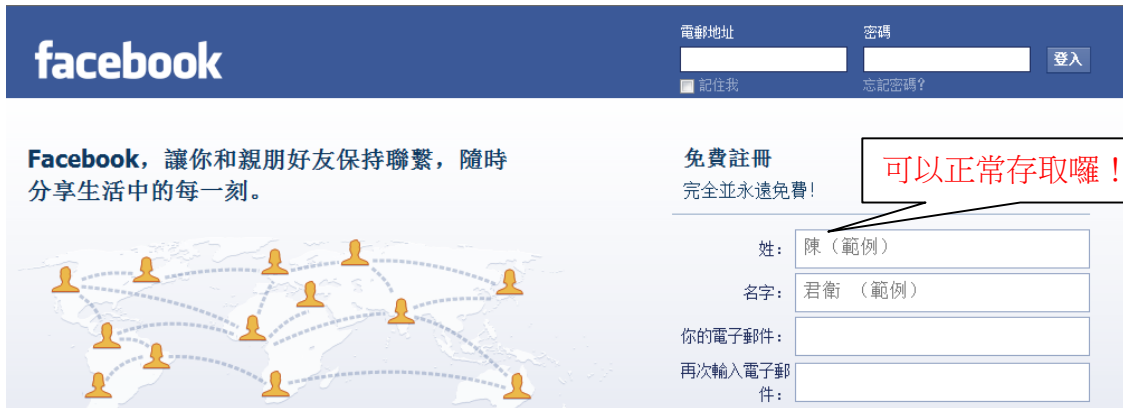 facebook
電郵地址
密碼
登入
記住我
忘記密碼?
Facebook，讓你和親朋好友保持聯繫，隨時
分享生活中的每一刻。
免費註冊
完全並永遠免費!
可以正常存取囉！
姓：
陳（範例）
名字：
君衛 （範例）
你的電子郵件：
再次輸入電子郵
件：